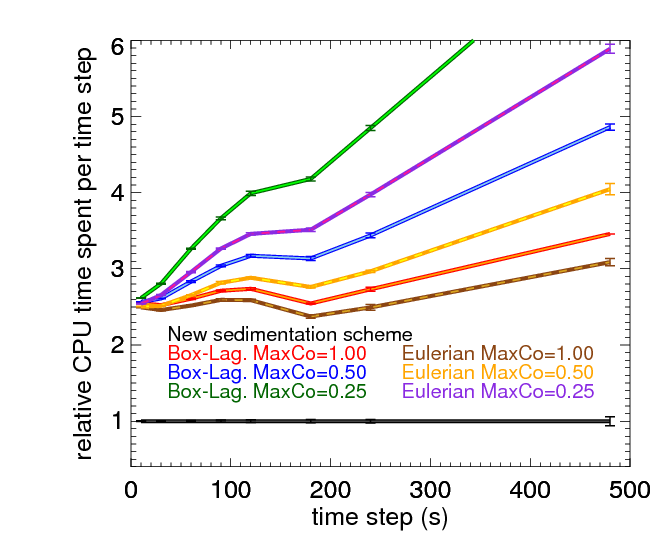 6
5
4
3
2
1
relative CPU time spent per time step
New sedimentation scheme
Box-Lag. MaxCo=1.00 Eulerian MaxCo=1.00
Box-Lag. MaxCo=0.50 Eulerian MaxCo=0.50
Box-Lag. MaxCo=0.25 Eulerian MaxCo=0.25
0 100 200 300 400 500
time step (s)